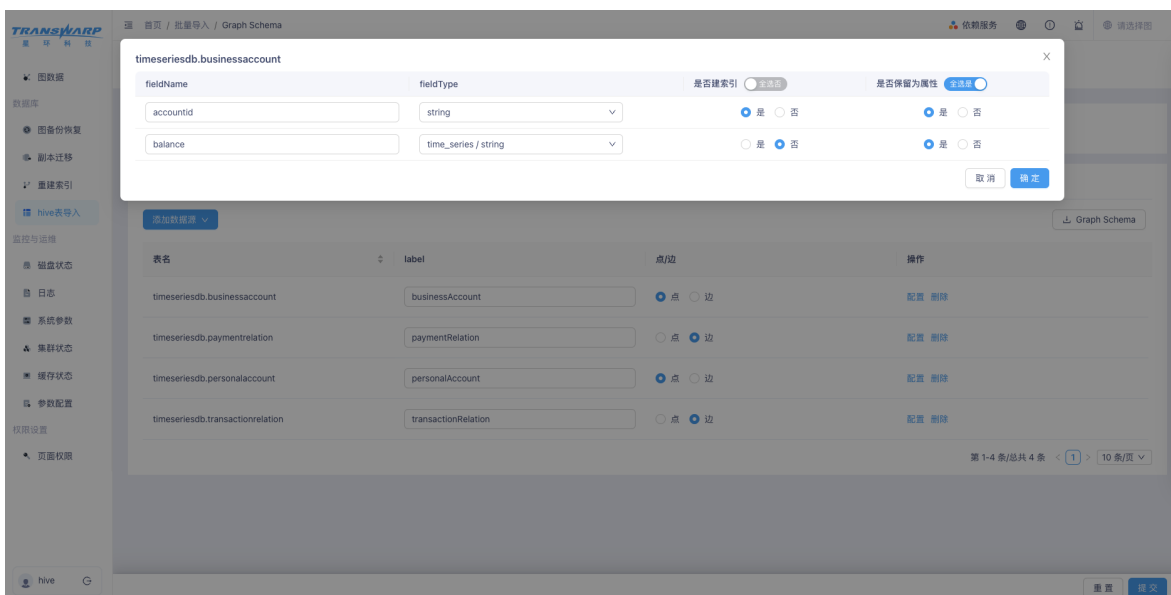 TRANSWARP
星 环 科 技
首页 / 批量导入 / Graph Schema
依赖服务
请选择图
图数据
数据库
图备份恢复
副本迁移
重建索引
hive表导入
监控与运维
磁盘状态
日志
系统参数
集群状态
缓存状态
参数配置
权限设置
页面权限
hive
timeseriesdb.businessaccount
fieldName fieldType 是否建索引 全选否 是否保留为属性 全选是
accountid string 是 否 是 否
balance time_series / string 是 否 是 否
取 消 确 定
添加数据源 Graph Schema
表名 label 点/边 操作
timeseriesdb.businessaccount businessAccount 点 边 配置 删除
timeseriesdb.paymentrelation paymentRelation 点 边 配置 删除
timeseriesdb.personalaccount personalAccount 点 边 配置 删除
timeseriesdb.transactionrelation transactionRelation 点 边 配置 删除
第 1-4 条/总共 4 条 < 1 > 10 条/页
重 置 提 交